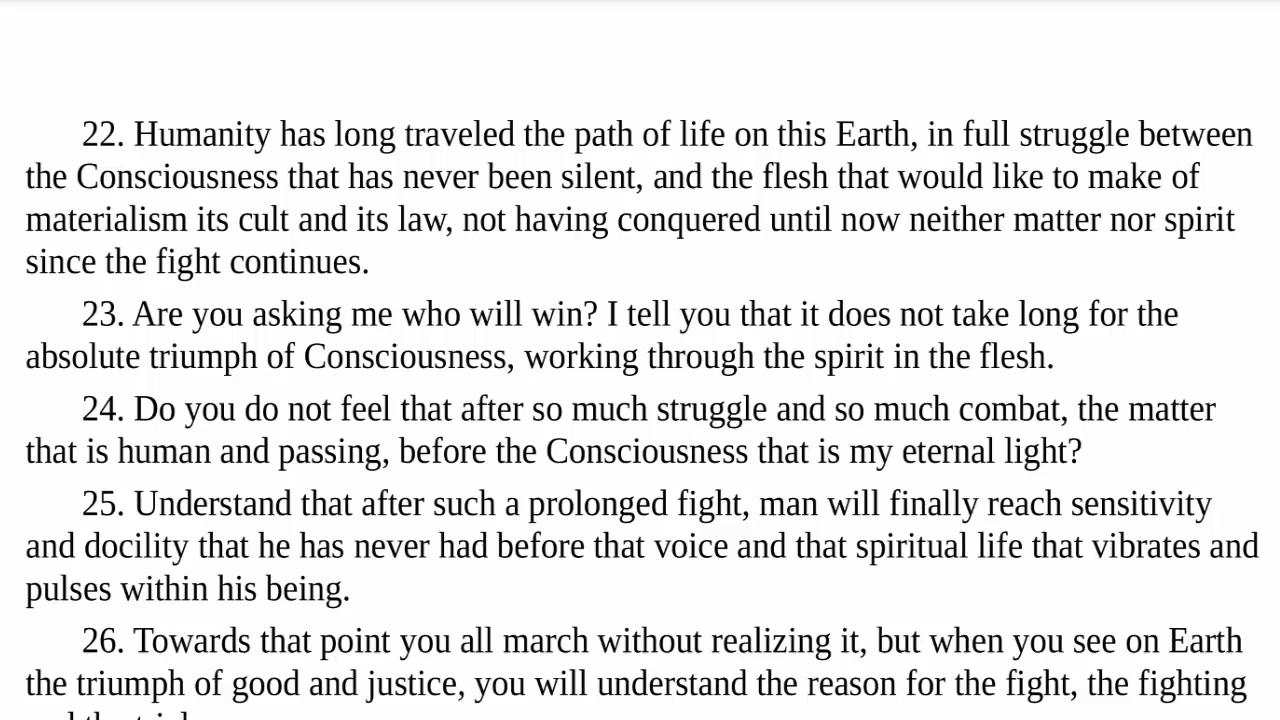 22. Humanity has long traveled the path of life on this Earth, in full struggle between
the Consciousness that has never been silent, and the flesh that would like to make of
materialism its cult and its law, not having conquered until now neither matter nor spirit
since the fight continues.
23. Are you asking me who will win? I tell you that it does not take long for the
absolute triumph of Consciousness, working through the spirit in the flesh.
24. Do you do not feel that after so much struggle and so much combat, the matter
that is human and passing, before the Consciousness that is my eternal light?
25. Understand that after such a prolonged fight, man will finally reach sensitivity
and docility that he has never had before that voice and that spiritual life that vibrates and
pulses within his being.
26. Towards that point you all march without realizing it, but when you see on Earth
the triumph of good and justice, you will understand the reason for the fight, the fighting